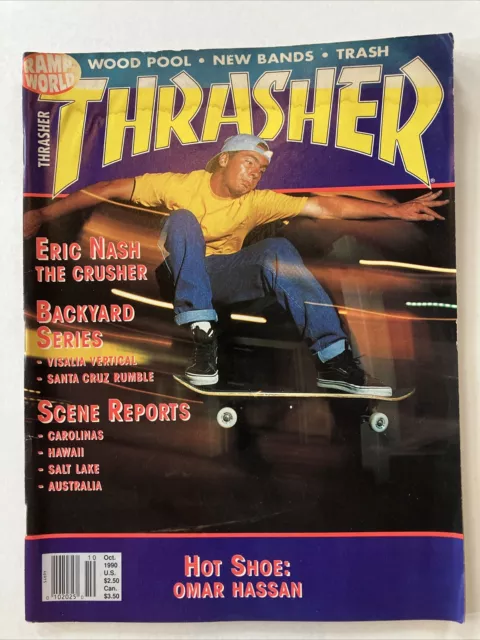 RAMP
WORLD
WOOD POOL • NEW BANDS • TRASH
THRASHER
THRASHER
ERIC NASH
THE CRUSHER
BACKYARD
SERIES
- VISALIA VERTICAL
- SANTA CRUZ RUMBLE
SCENE REPORTS
- CAROLINAS
- HAWAII
- SALT LAKE
- AUSTRALIA
10
Oct.
1990
U.S.
$2.50
Can.
$3.50
HOT SHOE:
OMAR HASSAN